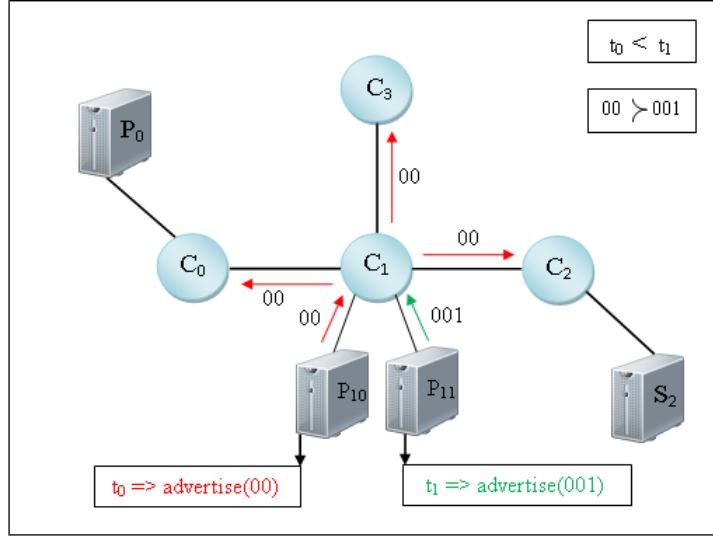 t₀ < t₁
C₃
00 ≻ 001
P₀
00
00
C₀
C₁
C₂
00
00
001
P₁₀
P₁₁
S₂
t₀ => advertise(00)
t₁ => advertise(001)